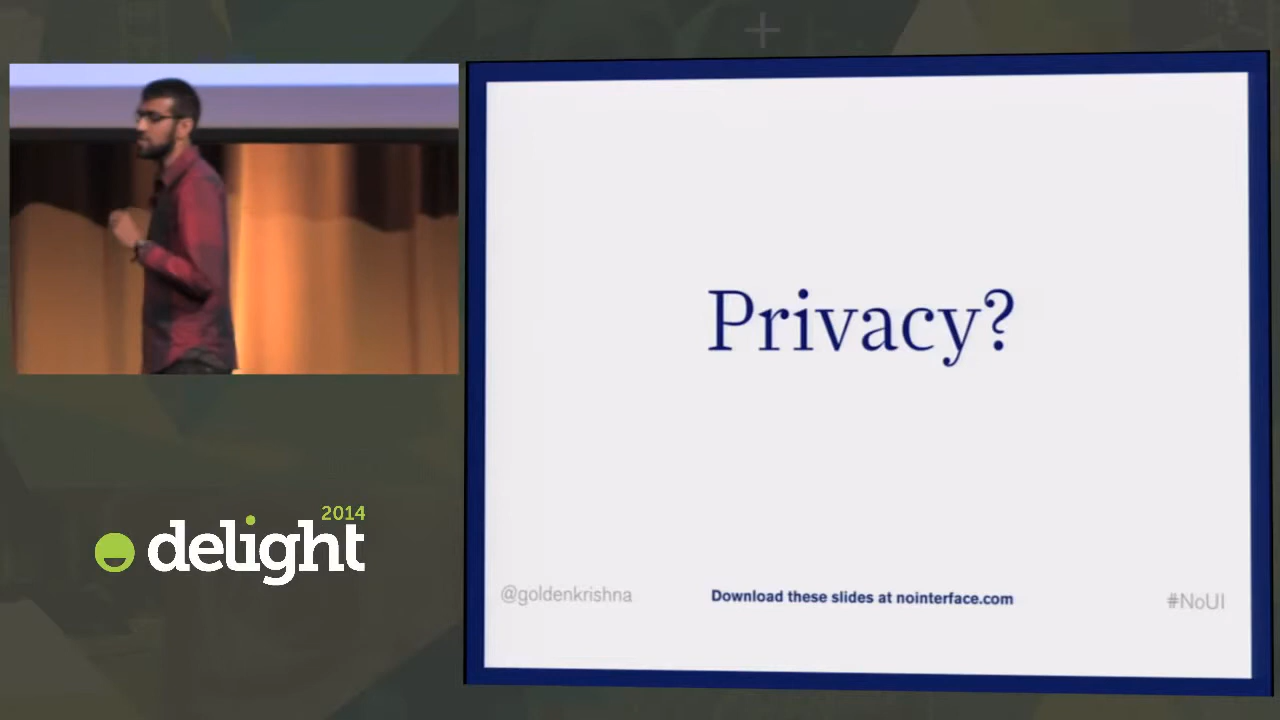 Privacy?
@goldenkrishna
Download these slides at nointerface.com
#NoUI
2014
delight